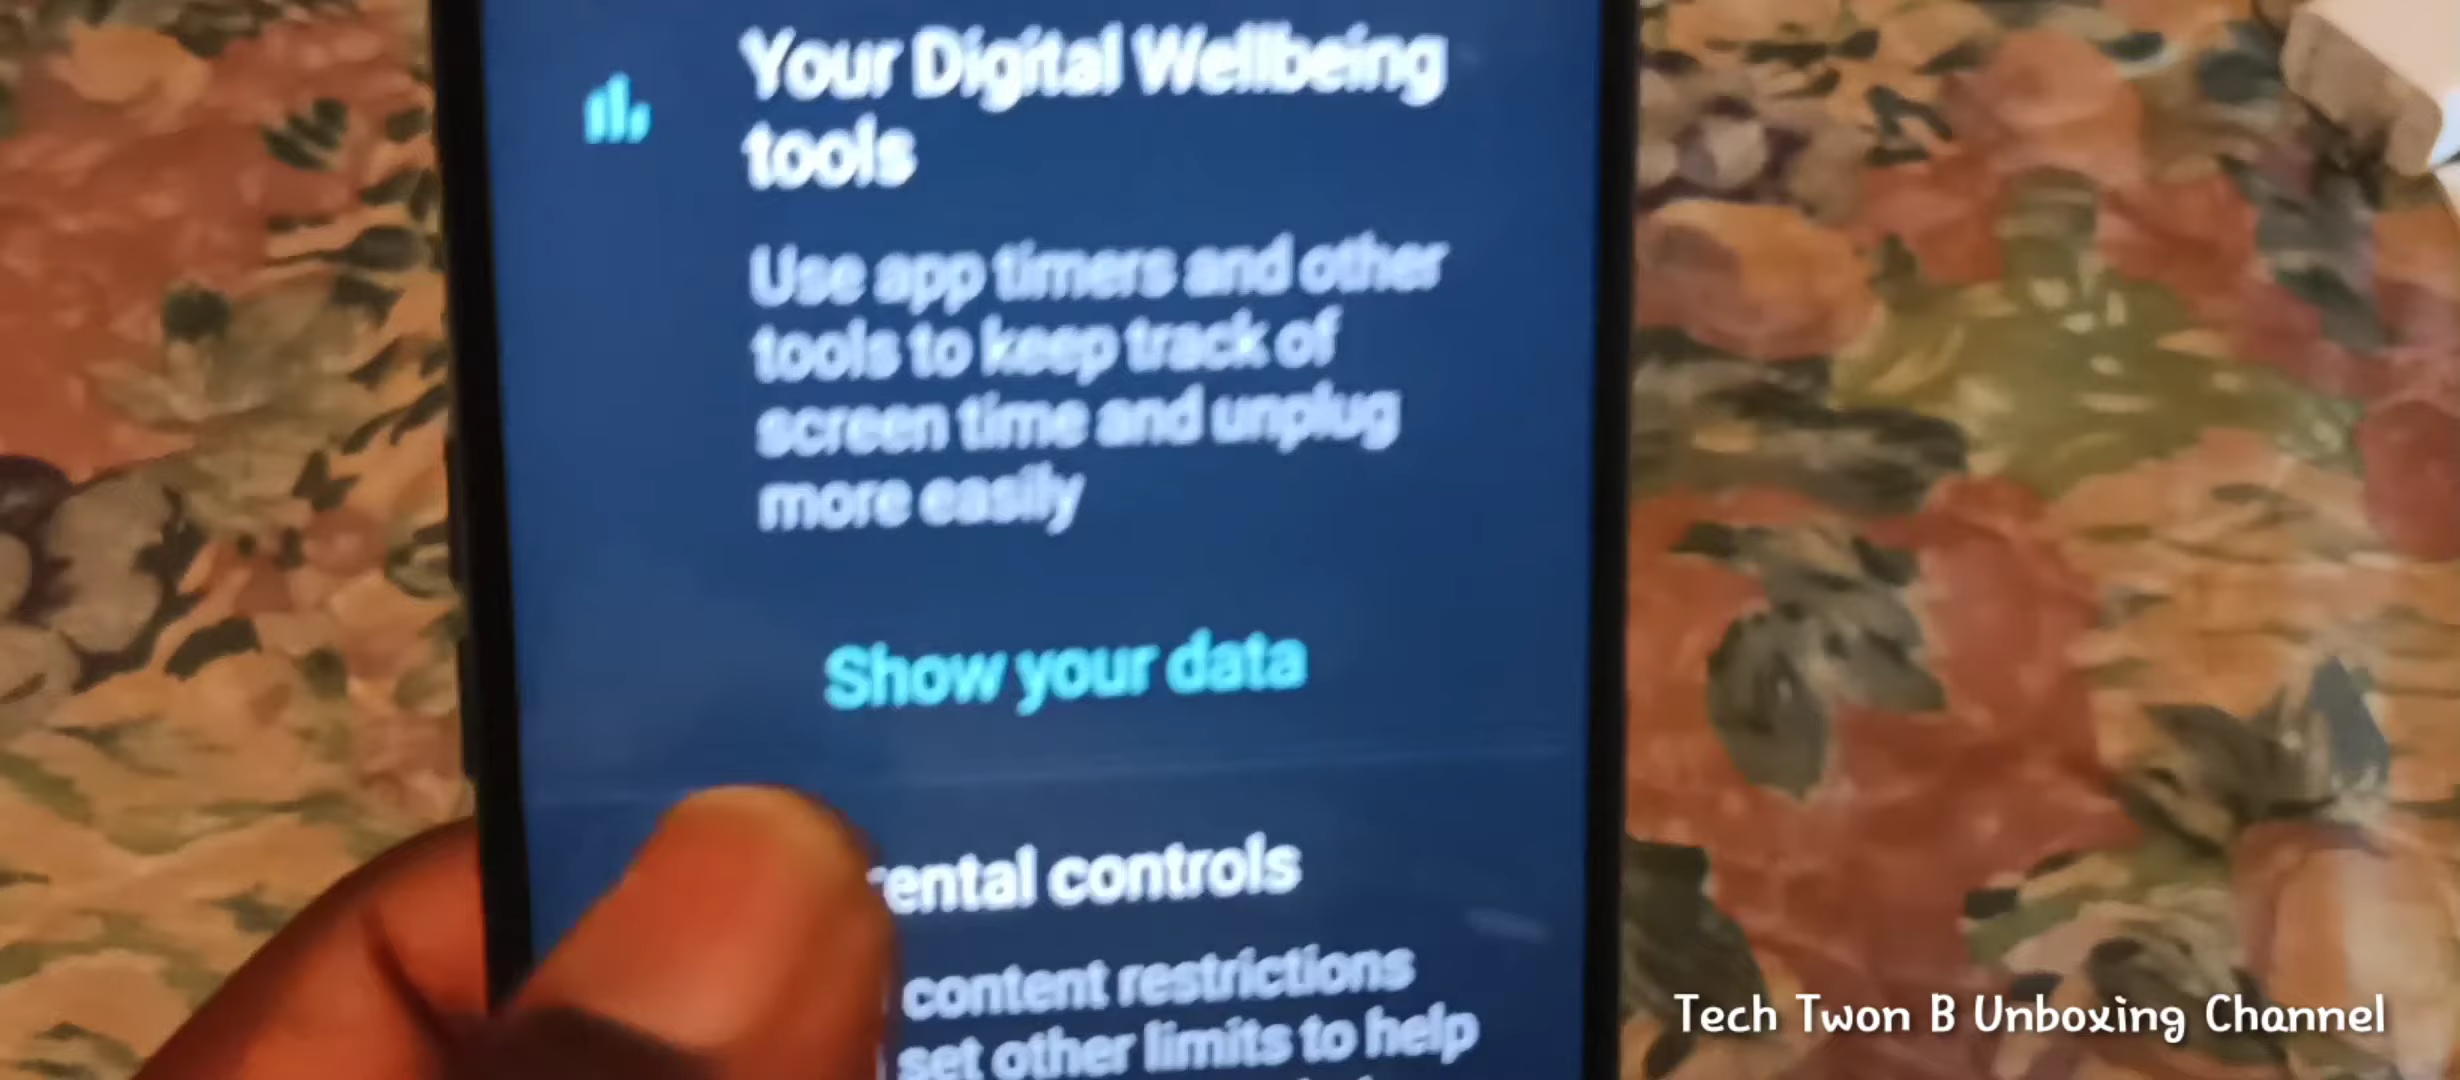 Your Digital Wellbeing
tools
Use app timers and other
tools to keep track of
screen time and unplug
more easily
Show your data
rental controls
content restrictions
set other limits to help
Tech Twon B Unboxing Channel